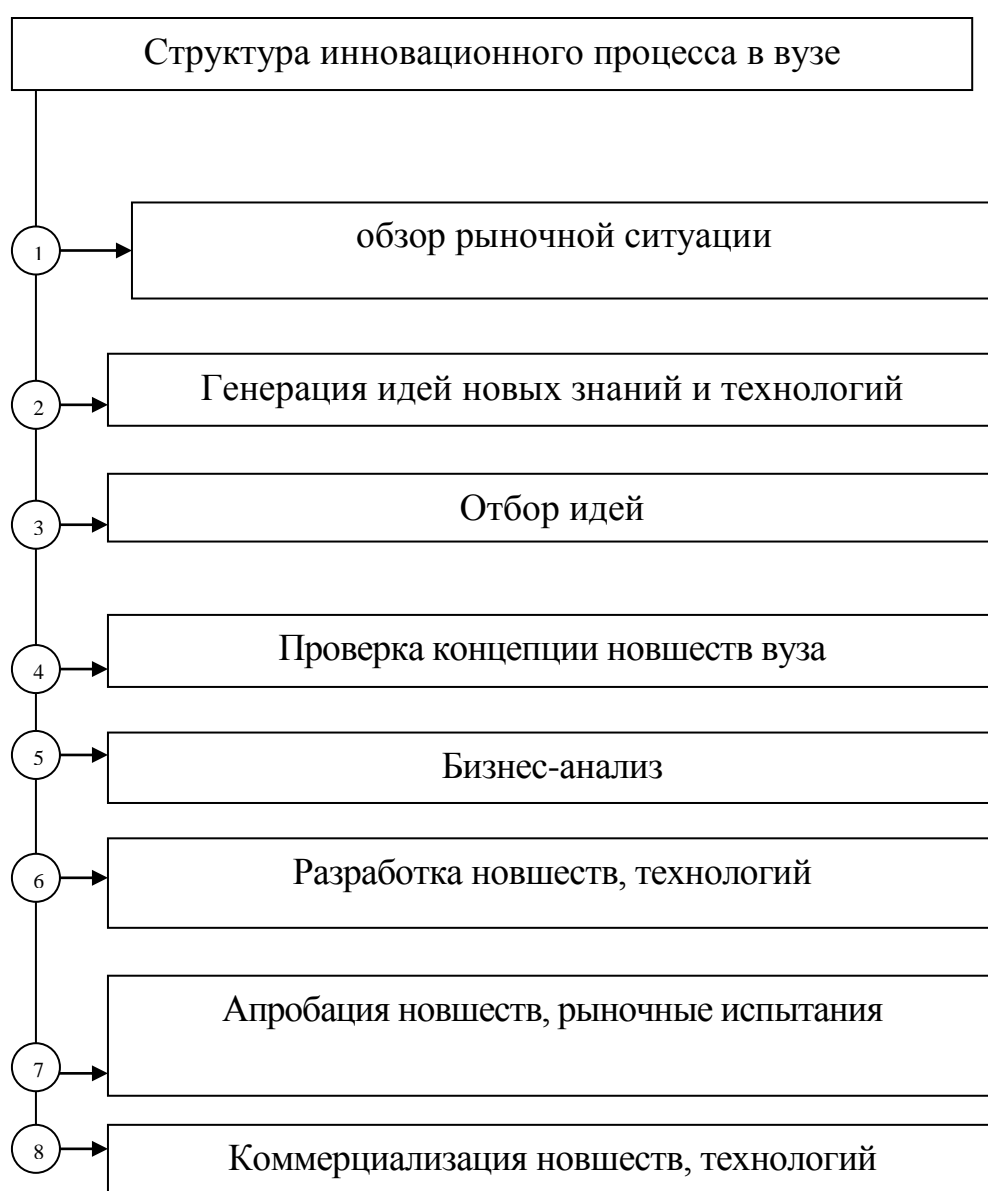 Структура инновационного процесса в вузе
1
обзор рыночной ситуации
2
Генерация идей новых знаний и технологий
3
Отбор идей
4
Проверка концепции новшеств вуза
5
Бизнес-анализ
6
Разработка новшеств, технологий
Апробация новшеств, рыночные испытания
7
8
Коммерциализация новшеств, технологий